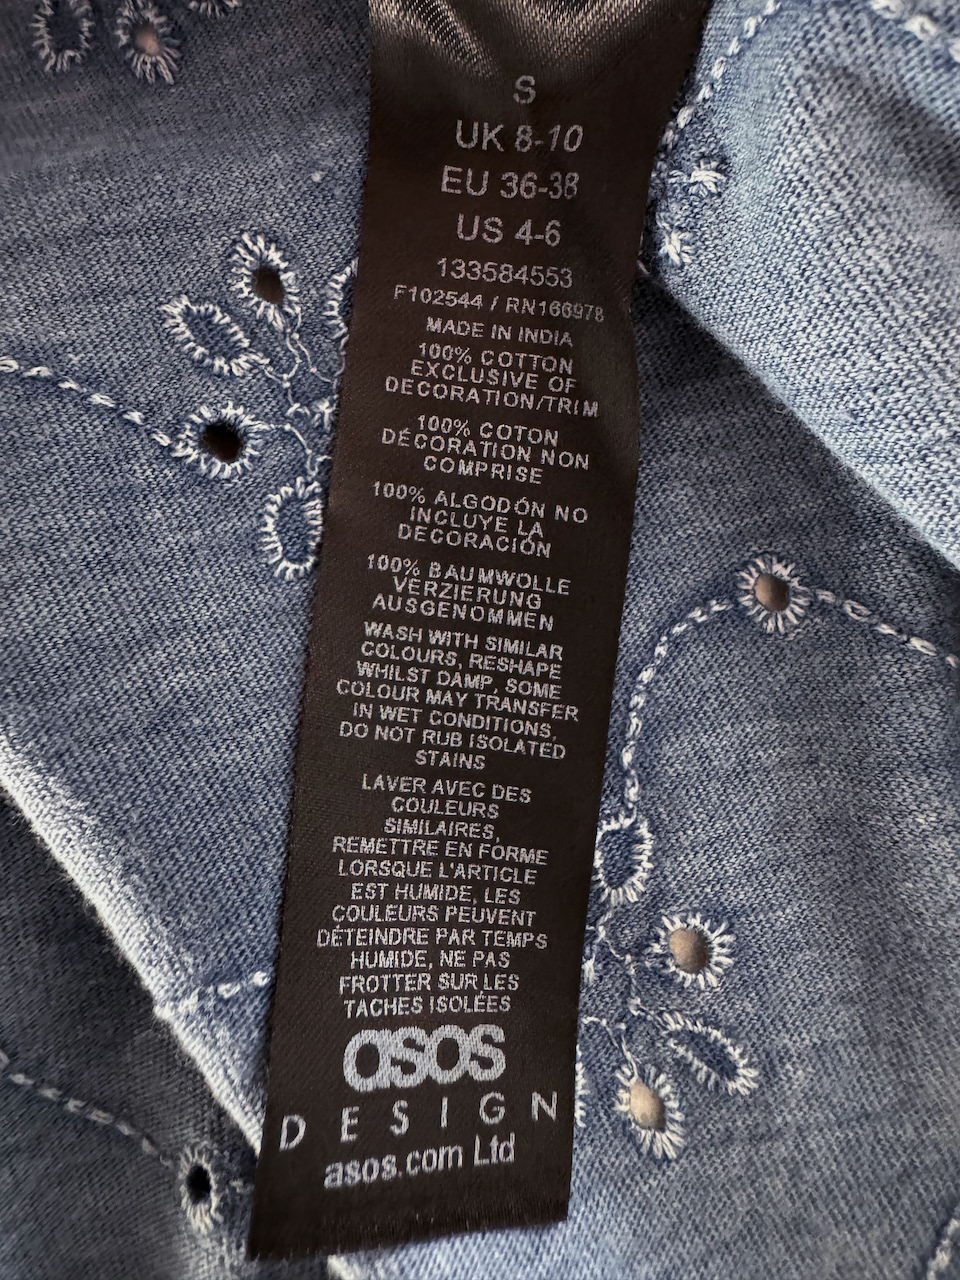 S
UK 8-10
EU 36-38
US 4-6
133584553
F102544 / RN166978
MADE IN INDIA
100% COTTON
EXCLUSIVE OF
DECORATION/TRIM
100% COTON
DÉCORATION NON
COMPRISE
100% ALGODÓN NO
INCLUYE LA
DECORACIÓN
100% BAUMWOLLE
VERZIERUNG
AUSGENOMMEN
WASH WITH SIMILAR
COLOURS, RESHAPE
WHILST DAMP, SOME
COLOUR MAY TRANSFER
IN WET CONDITIONS,
DO NOT RUB ISOLATED
STAINS
LAVER AVEC DES
COULEURS
SIMILAIRES,
REMETTRE EN FORME
LORSQUE L'ARTICLE
EST HUMIDE, LES
COULEURS PEUVENT
DÉTEINDRE PAR TEMPS
HUMIDE, NE PAS
FROTTER SUR LES
TACHES ISOLÉES
asos
DESIGN
asos.com Ltd